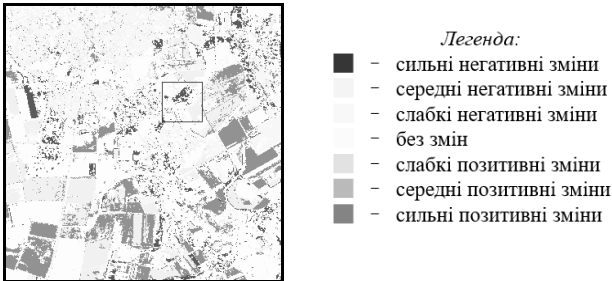 Легенда:
– сильні негативні зміни
– середні негативні зміни
– слабкі негативні зміни
– без змін
– слабкі позитивні зміни
– середні позитивні зміни
– сильні позитивні зміни